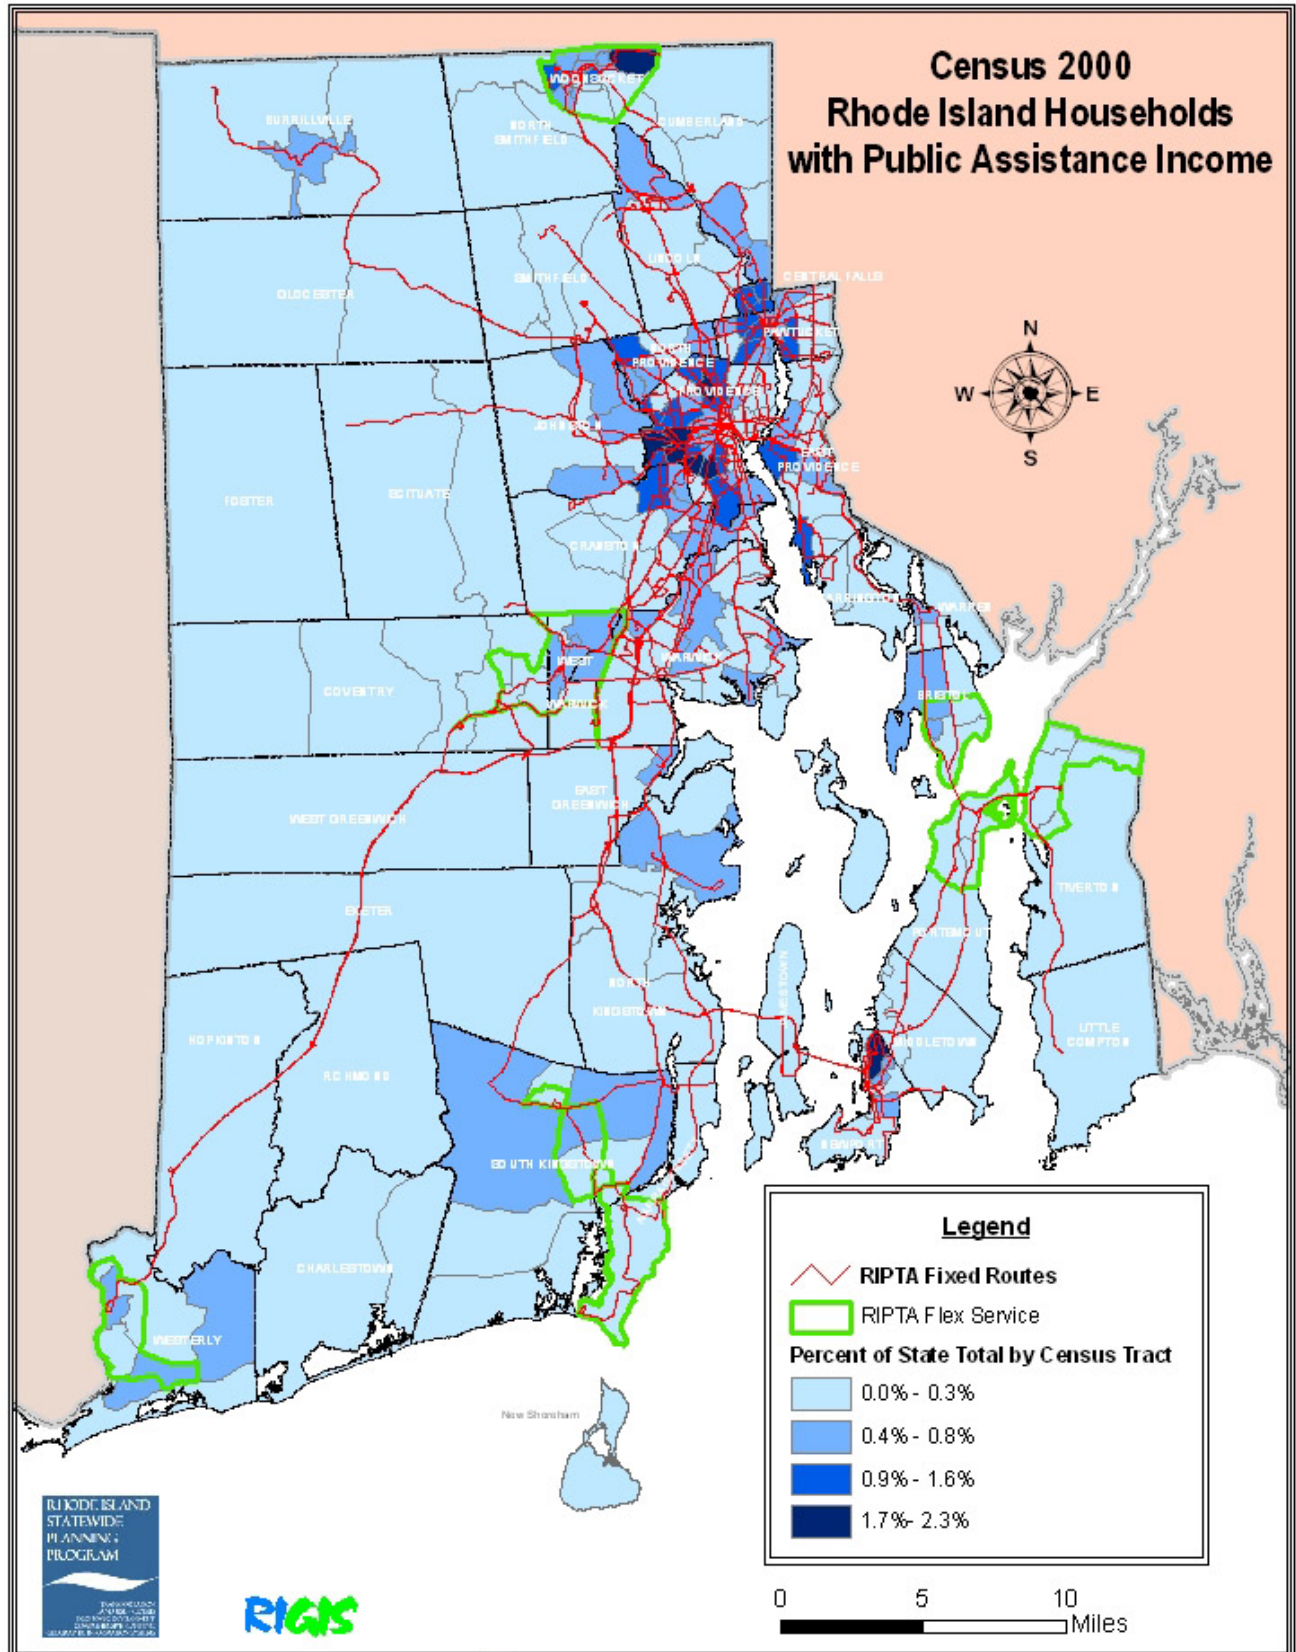 Census 2000
Rhode Island Households
with Public Assistance Income
WOONSOCKET
BURRILLVILLE
NORTH
SMITHFIELD
CUMBERLAND
SMITHFIELD
LINCOLN
CENTRAL FALLS
GLOCESTER
PAWTUCKET
NORTH
PROVIDENCE
PROVIDENCE
N
W
E
S
JOHNSTON
EAST
PROVIDENCE
FOSTER
SCITUATE
CRANSTON
BARRINGTON
WARREN
WEST
WARWICK
WARWICK
COVENTRY
BRISTOL
EAST
GREENWICH
WEST GREENWICH
TIVERTON
EXETER
PORTSMOUTH
JAMESTOWN
NORTH
KINGSTOWN
HOPKINTON
MIDDLETOWN
LITTLE
COMPTON
RICHMOND
NEWPORT
SOUTH KINGSTOWN
CHARLESTOWN
WESTERLY
New Shoreham
Legend
RIPTA Fixed Routes
RIPTA Flex Service
Percent of State Total by Census Tract
0.0% - 0.3%
0.4% - 0.8%
0.9% - 1.6%
1.7%- 2.3%
RHODE ISLAND
STATEWIDE
PLANNING
PROGRAM
RIGIS
0
5
10
Miles